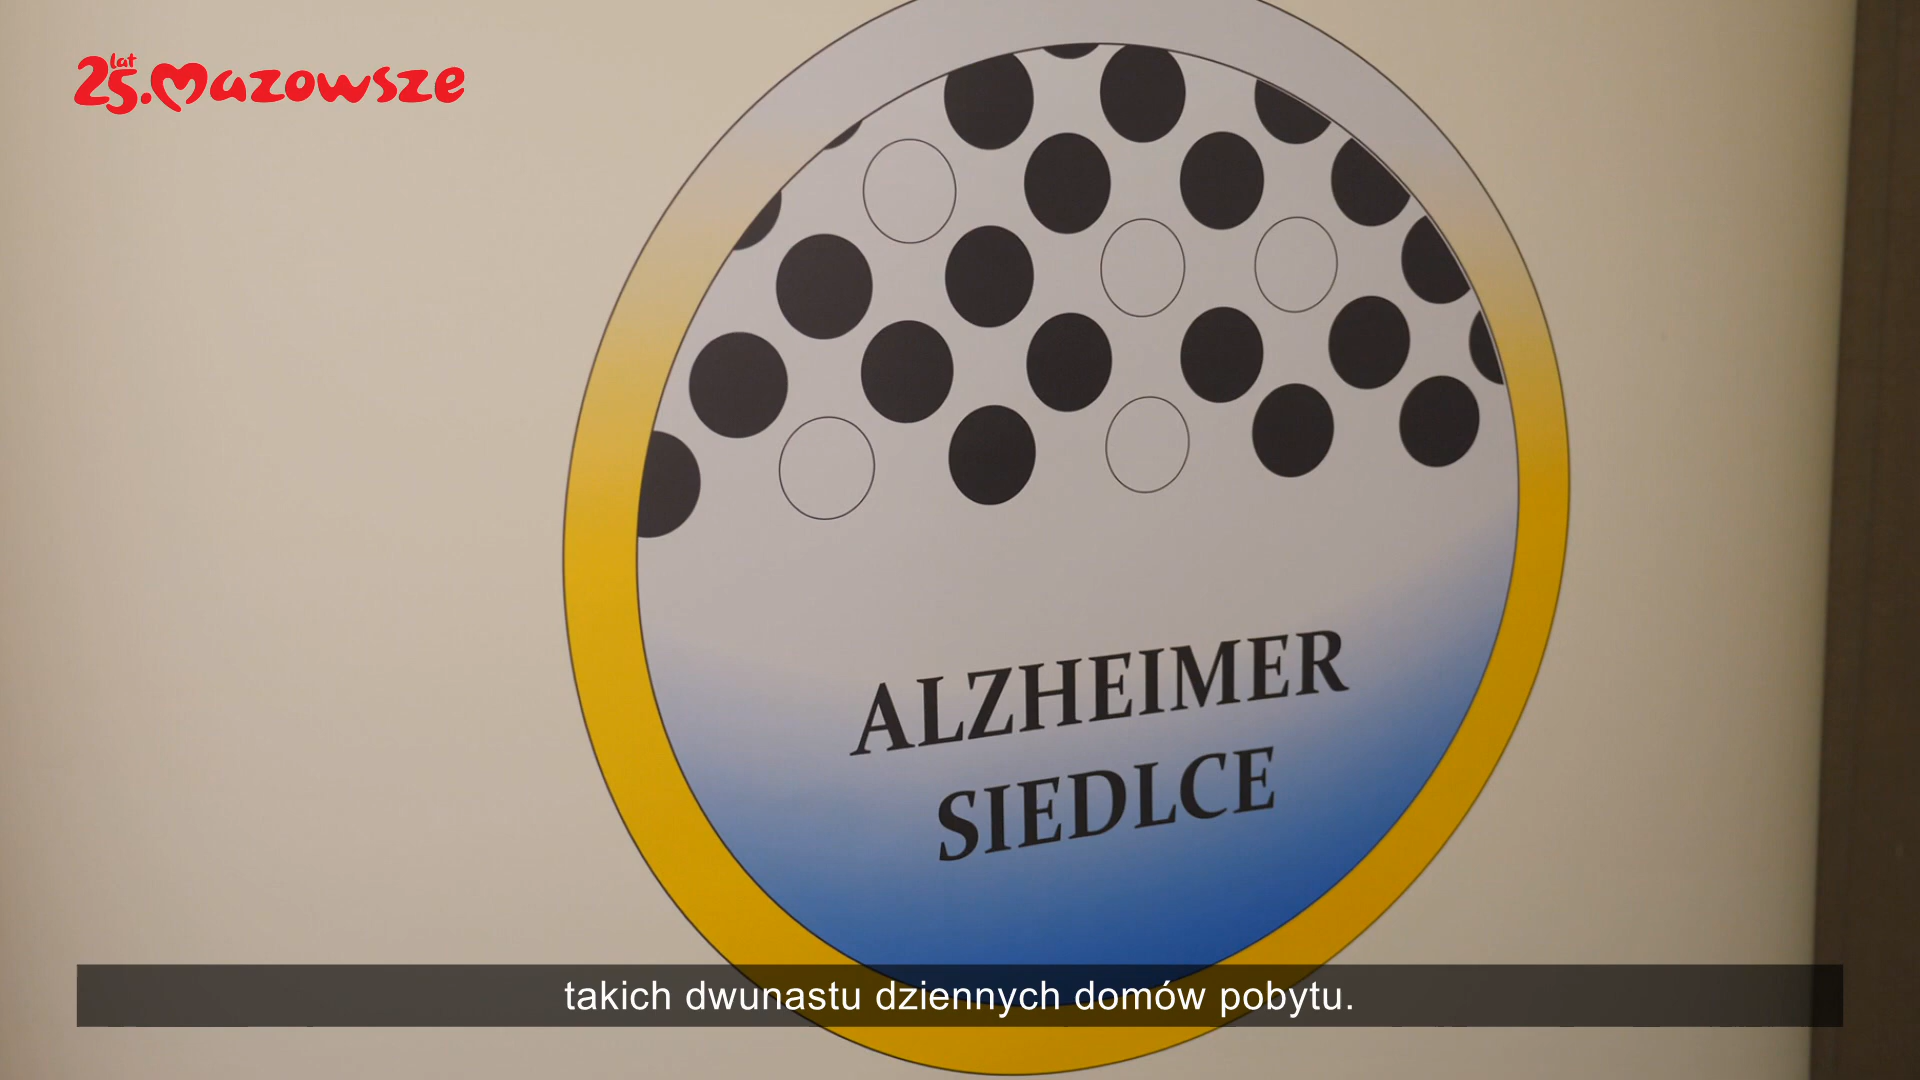 25 lat. Mazowsze
ALZHEIMER
SIEDLCE
takich dwunastu dziennych domów pobytu.